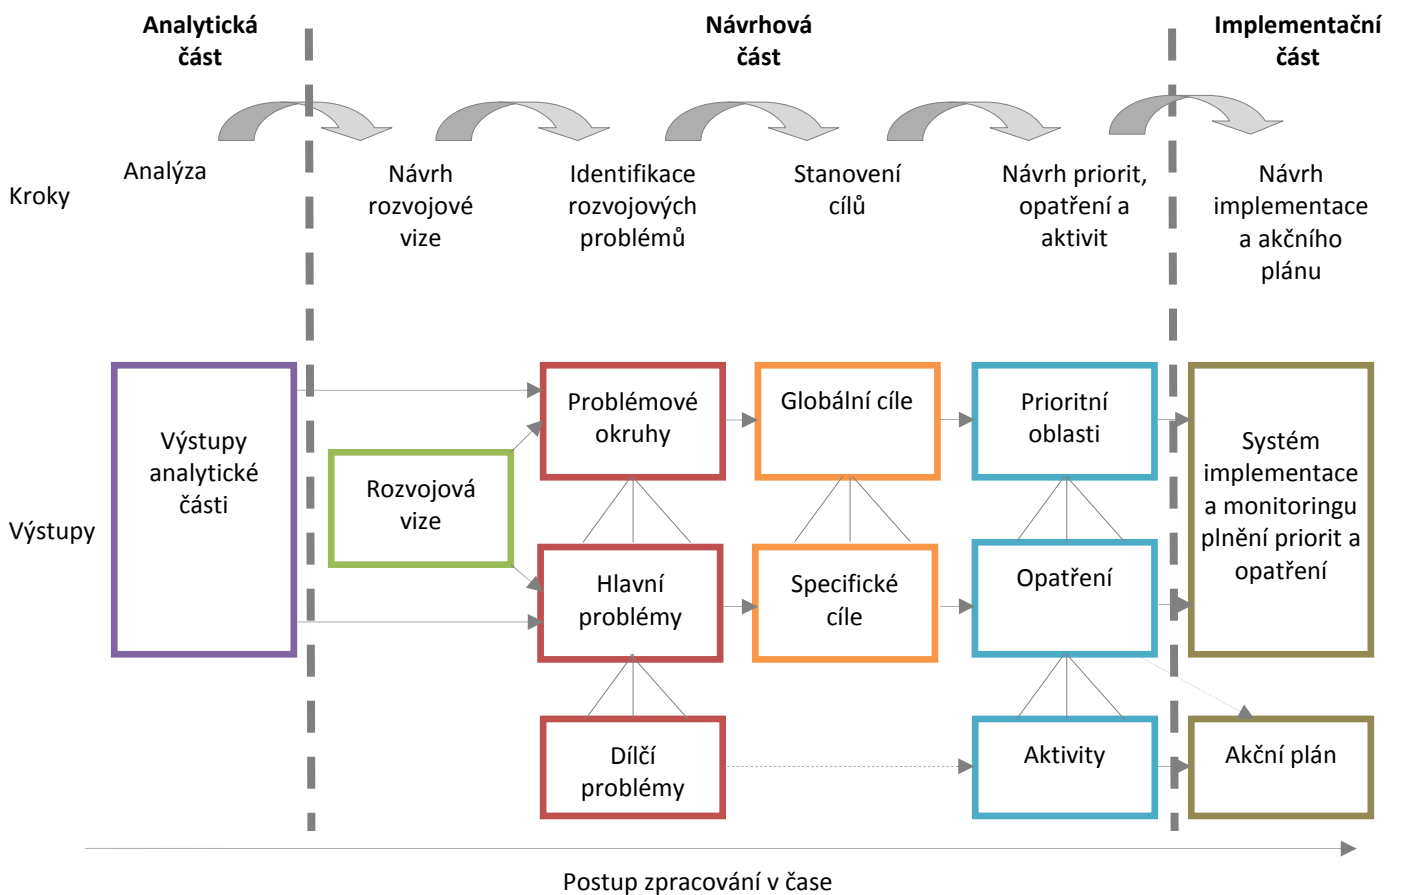 Analytická
část
Návrhová
část
Implementační
část
Kroky
Analýza
Návrh
rozvojové
vize
Identifikace
rozvojových
problémů
Stanovení
cílů
Návrh priorit,
opatření a
aktivit
Návrh
implementace
a akčního
plánu
Výstupy
Výstupy
analytické
části
Rozvojová
vize
Problémové
okruhy
Hlavní
problémy
Dílčí
problémy
Globální cíle
Specifické
cíle
Prioritní
oblasti
Opatření
Aktivity
Systém
implementace
a monitoringu
plnění priorit a
opatření
Akční plán
Postup zpracování v čase